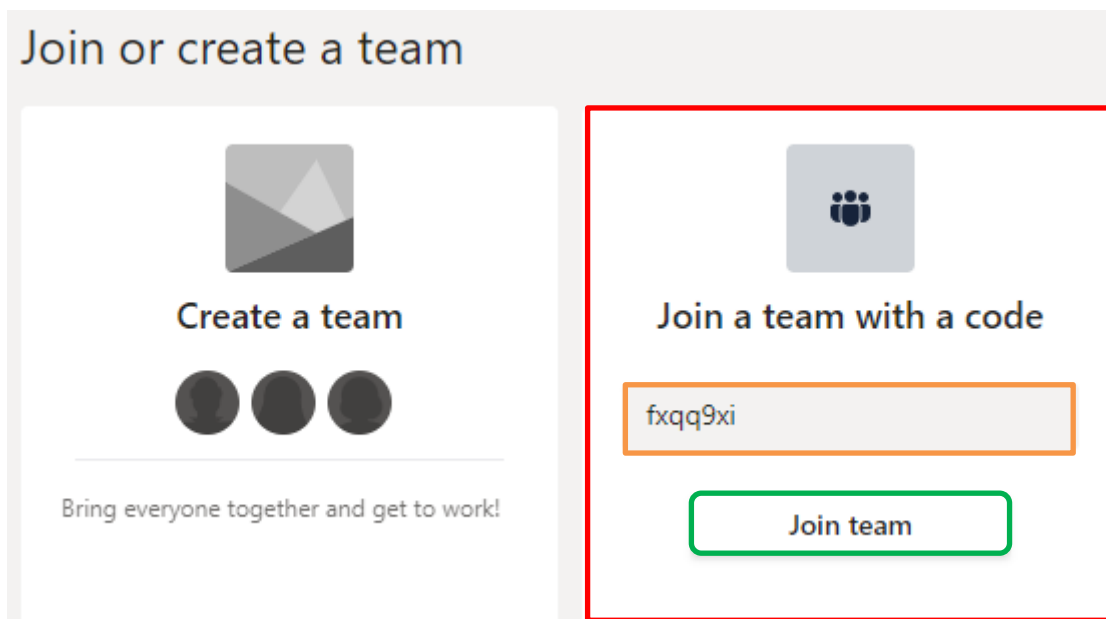 Join or create a team
Create a team
Bring everyone together and get to work!
Join a team with a code
fxqq9xi
Join team